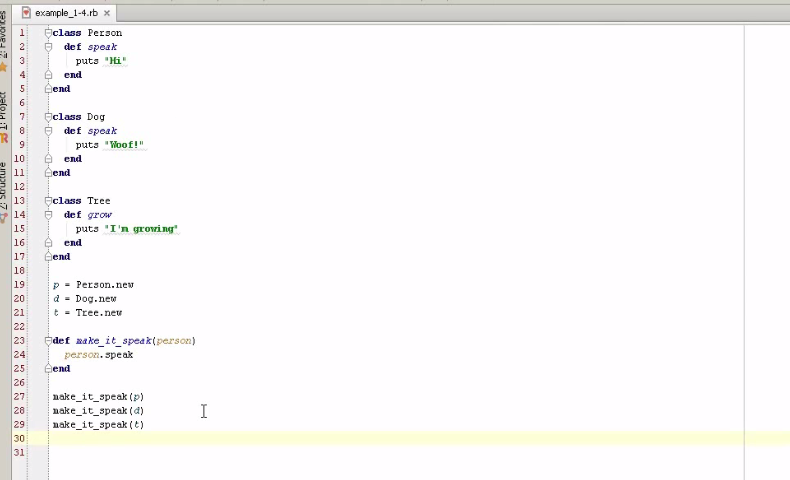 example_1-4.rb
2: Favorites
1: Project
7: Structure
1 class Person
2 def speak
3 puts "Hi"
4 end
5 end
6
7 class Dog
8 def speak
9 puts "Woof!"
10 end
11 end
12
13 class Tree
14 def grow
15 puts "I'm growing"
16 end
17 end
18
19 p = Person.new
20 d = Dog.new
21 t = Tree.new
22
23 def make_it_speak(person)
24 person.speak
25 end
26
27 make_it_speak(p)
28 make_it_speak(d)
29 make_it_speak(t)
30
31